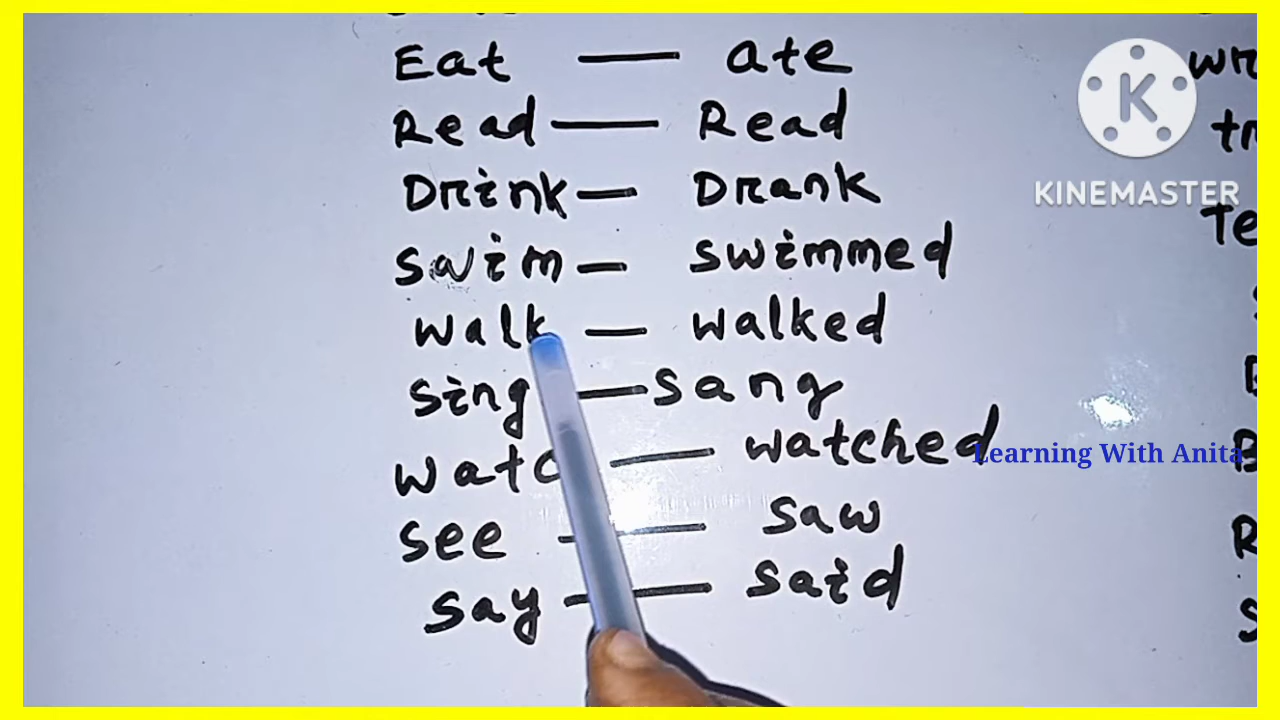 Eat — ate
Read — Read
Drink — Drank
Swim — swimmed
Walk — walked
Sing — Sang
Watc — watched
See — Saw
Say — Said
KINEMASTER
Learning With Anita